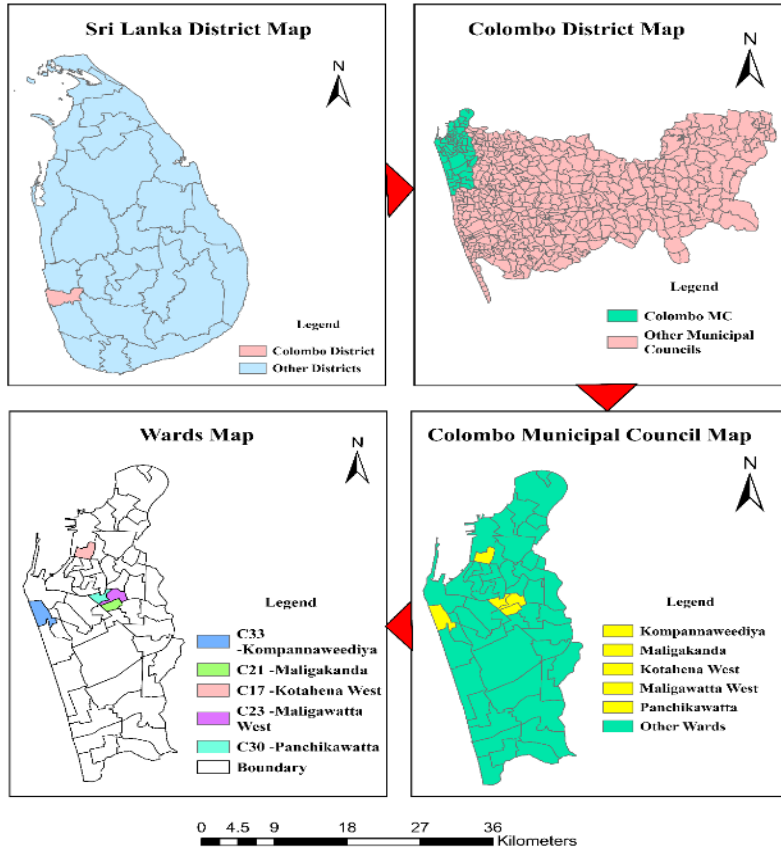 Sri Lanka District Map
N
Legend
Colombo District
Other Districts
Colombo District Map
N
Legend
Colombo MC
Other Municipal
Councils
Wards Map
N
Legend
C33
-Kompannaweediya
C21 -Maligakanda
C17 -Kotahena West
C23 -Maligawatta
West
C30 -Panchikawatta
Boundary
Colombo Municipal Council Map
N
Legend
Kompannaweediya
Maligakanda
Kotahena West
Maligawatta West
Panchikawatta
Other Wards
0 4.5 9 18 27 36
Kilometers